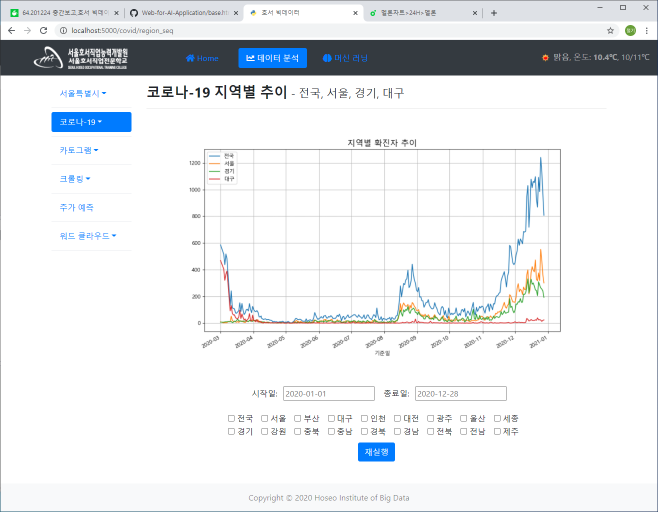 64.201224 중간보고,호서 빅데이
Web-for-AI-Application/base.ht
호서 빅데이터
멜론차트>24H>멜론
localhost:5000/covid/region_seq
서울호서직업능력개발원
서울호서직업전문학교
Home
데이터 분석
머신 러닝
맑음, 온도: 10.4℃, 10/11℃
서울특별시
코로나-19
카토그램
크롤링
주가 예측
워드 클라우드
코로나-19 지역별 추이 - 전국, 서울, 경기, 대구
지역별 확진자 추이
전국
서울
경기
대구
1200
1000
800
600
400
200
0
2020-03 2020-04 2020-05 2020-06 2020-07 2020-08 2020-09 2020-10 2020-11 2020-12 2021-01
기준일
시작일: 2020-01-01 종료일: 2020-12-28
전국 서울 부산 대구 인천 대전 광주 울산 세종
경기 강원 충북 충남 경북 경남 전북 전남 제주
재실행
Copyright © 2020 Hoseo Institute of Big Data